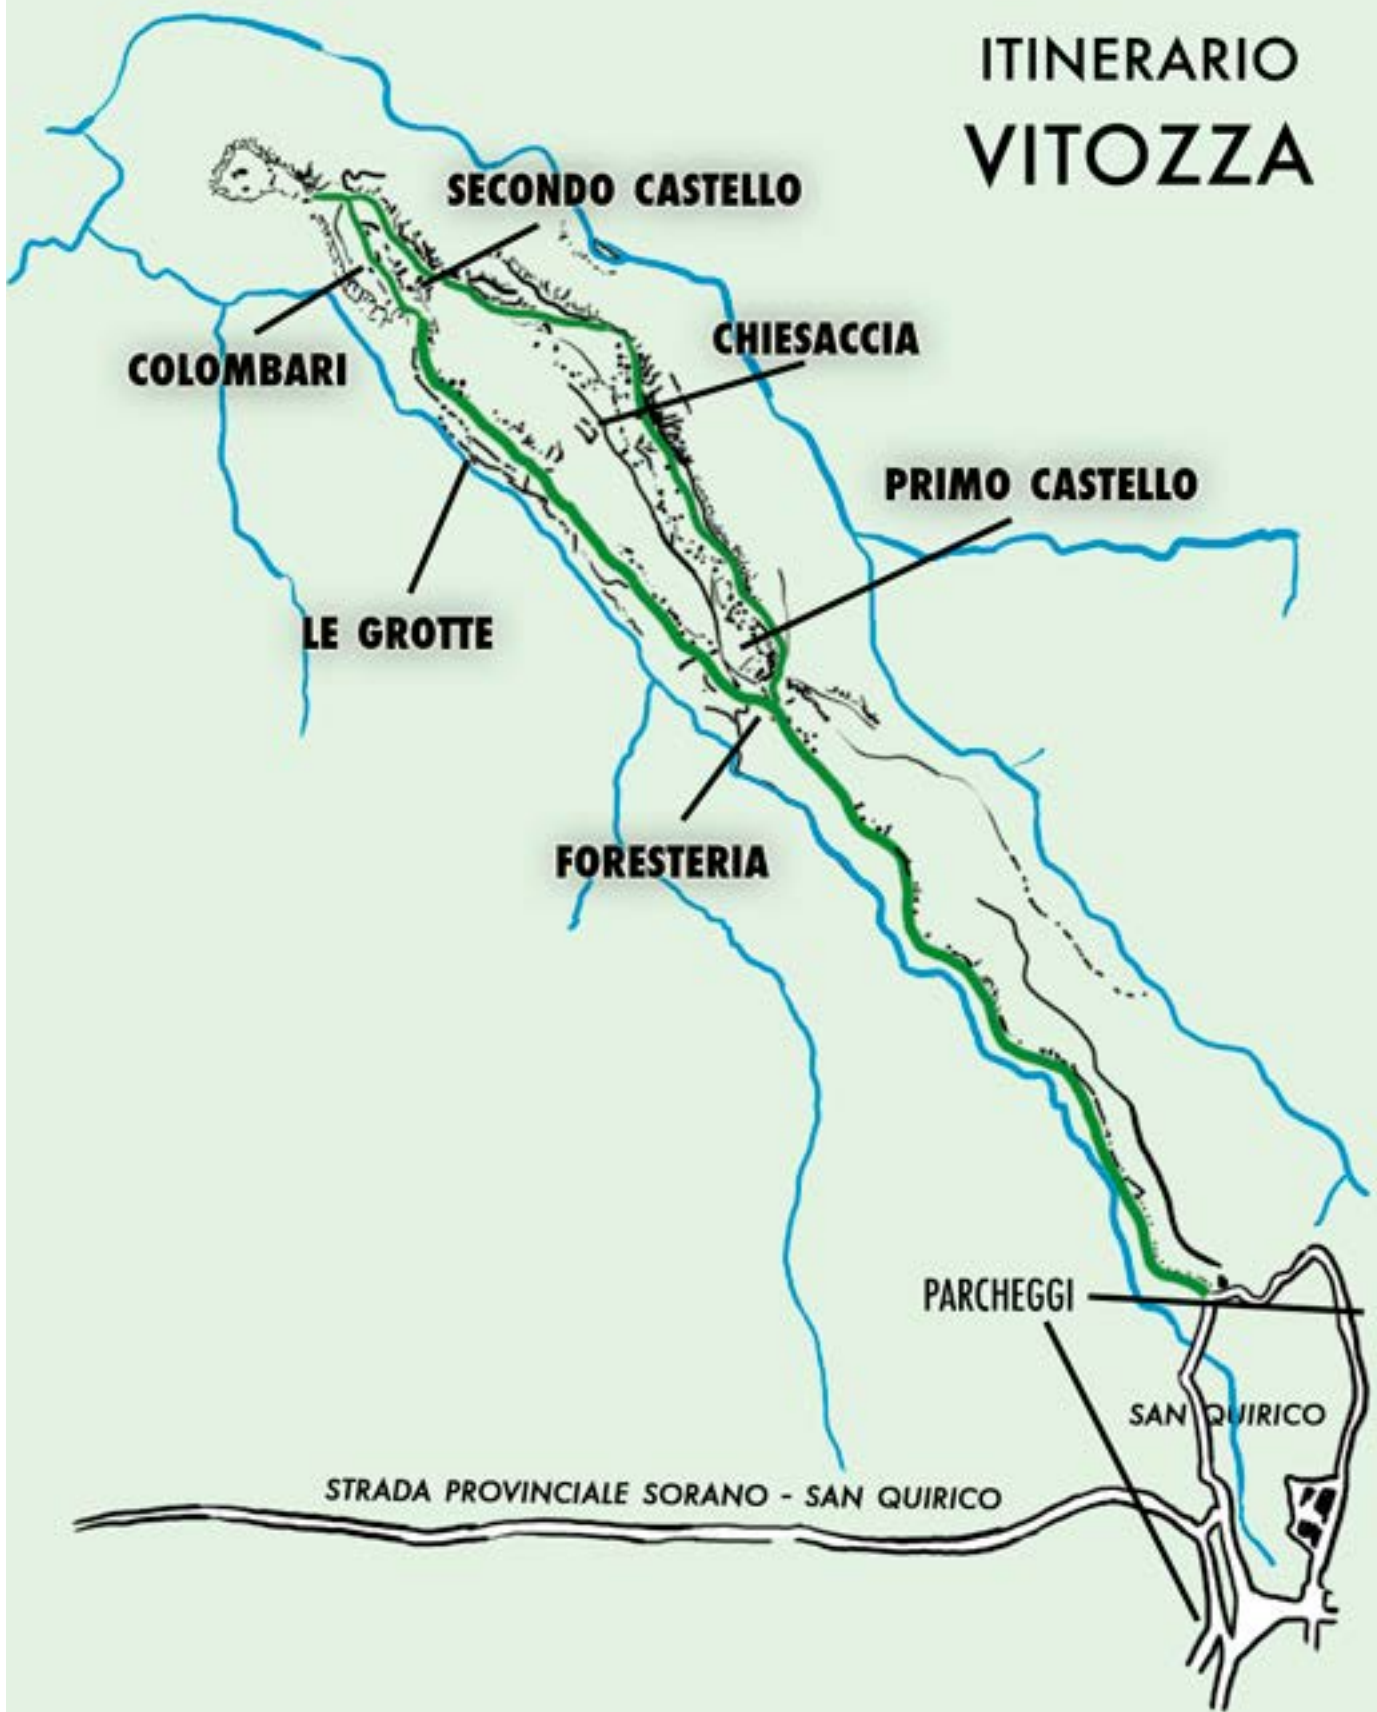 ITINERARIO
VITOZZA
SECONDO CASTELLO
CHIESACCIA
COLOMBARI
PRIMO CASTELLO
LE GROTTE
FORESTERIA
PARCHEGGI
SAN QUIRICO
STRADA PROVINCIALE SORANO - SAN QUIRICO